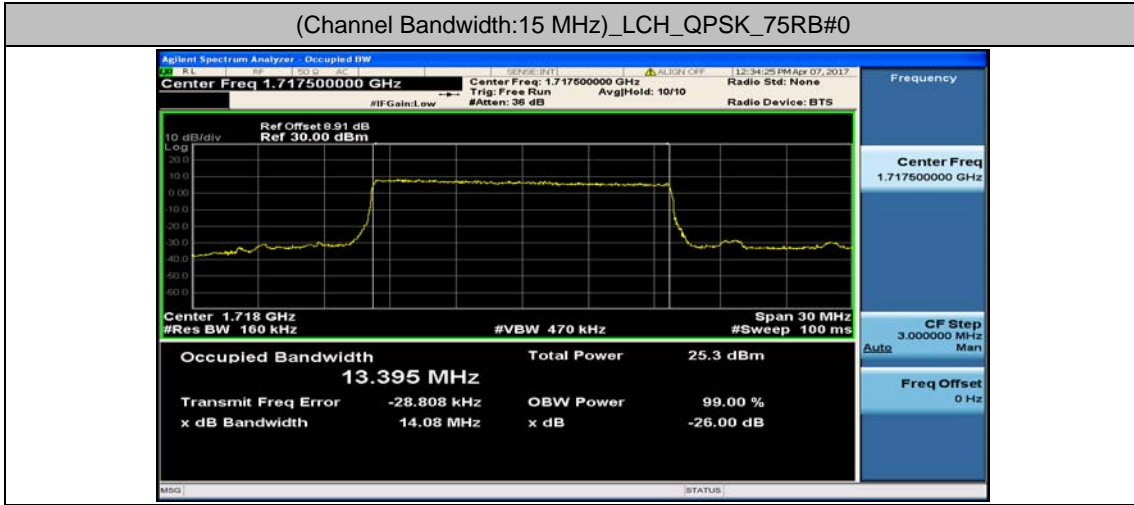 (Channel Bandwidth:15 MHz)_LCH_QPSK_75RB#0
Agilent Spectrum Analyzer - Occupied BW
RL RF 50 Ω AC SENSE:INT ALIGN OFF 12:34:25 PM Apr 07, 2017
Center Freq 1.717500000 GHz
Center Freq: 1.717500000 GHz
Radio Std: None
Trig: Free Run Avg|Hold: 10/10
#IFGain:Low
#Atten: 36 dB
Radio Device: BTS
Ref Offset 8.91 dB
10 dB/div Ref 30.00 dBm
Log
20.0
10.0
0.00
-10.0
-20.0
-30.0
-40.0
-50.0
-60.0
Center 1.718 GHz Span 30 MHz
#Res BW 160 kHz #VBW 470 kHz #Sweep 100 ms
Occupied Bandwidth Total Power 25.3 dBm
13.395 MHz
Transmit Freq Error -28.808 kHz OBW Power 99.00 %
x dB Bandwidth 14.08 MHz x dB -26.00 dB
Frequency
Center Freq
1.717500000 GHz
CF Step
3.000000 MHz
Auto Man
Freq Offset
0 Hz
MSG STATUS